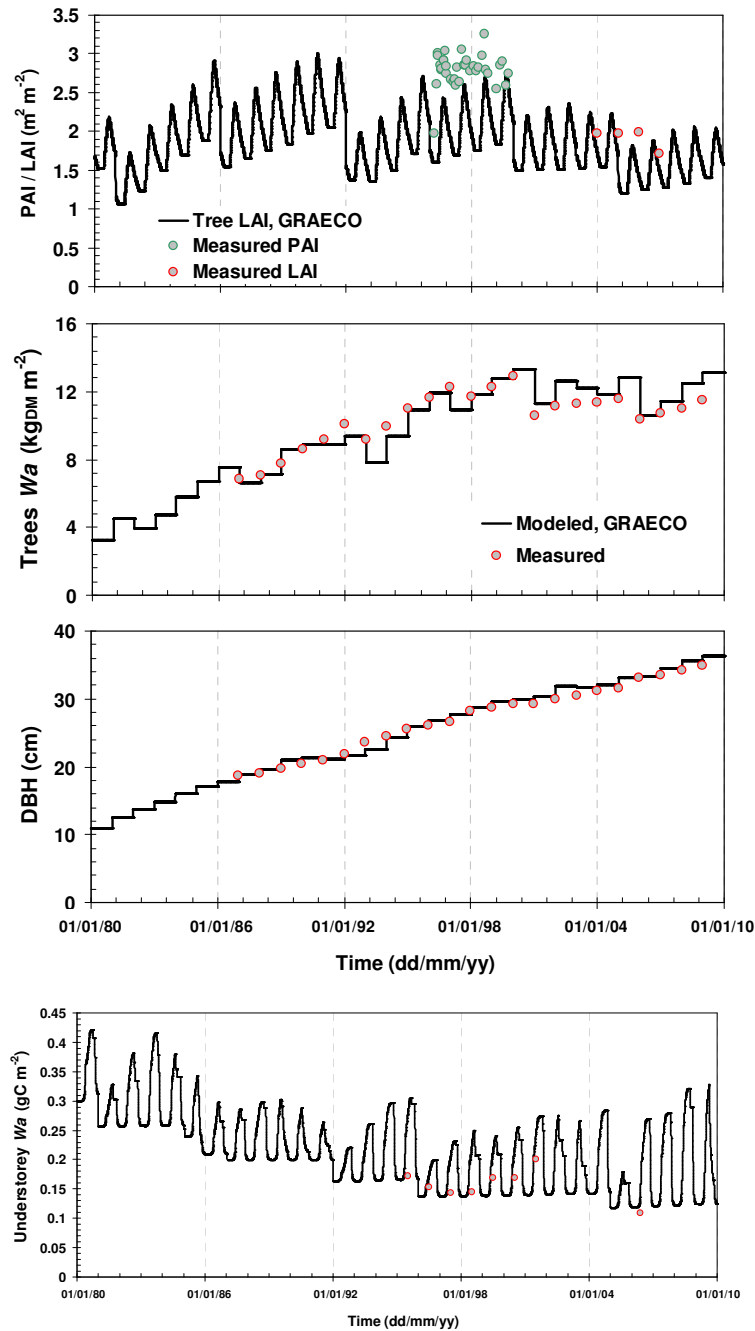 3.5
3
2.5
2
1.5
1
0.5
0
PAI / LAI (m² m⁻²)
Tree LAI, GRAECO
Measured PAI
Measured LAI
16
12
8
4
0
Trees Wa (kgDM m⁻²)
Modeled, GRAECO
Measured
40
30
20
10
0
DBH (cm)
01/01/80 01/01/86 01/01/92 01/01/98 01/01/04 01/01/10
Time (dd/mm/yy)
0.45
0.4
0.35
0.3
0.25
0.2
0.15
0.1
0.05
0
Understorey Wa (gC m⁻²)
01/01/80 01/01/86 01/01/92 01/01/98 01/01/04 01/01/10
Time (dd/mm/yy)